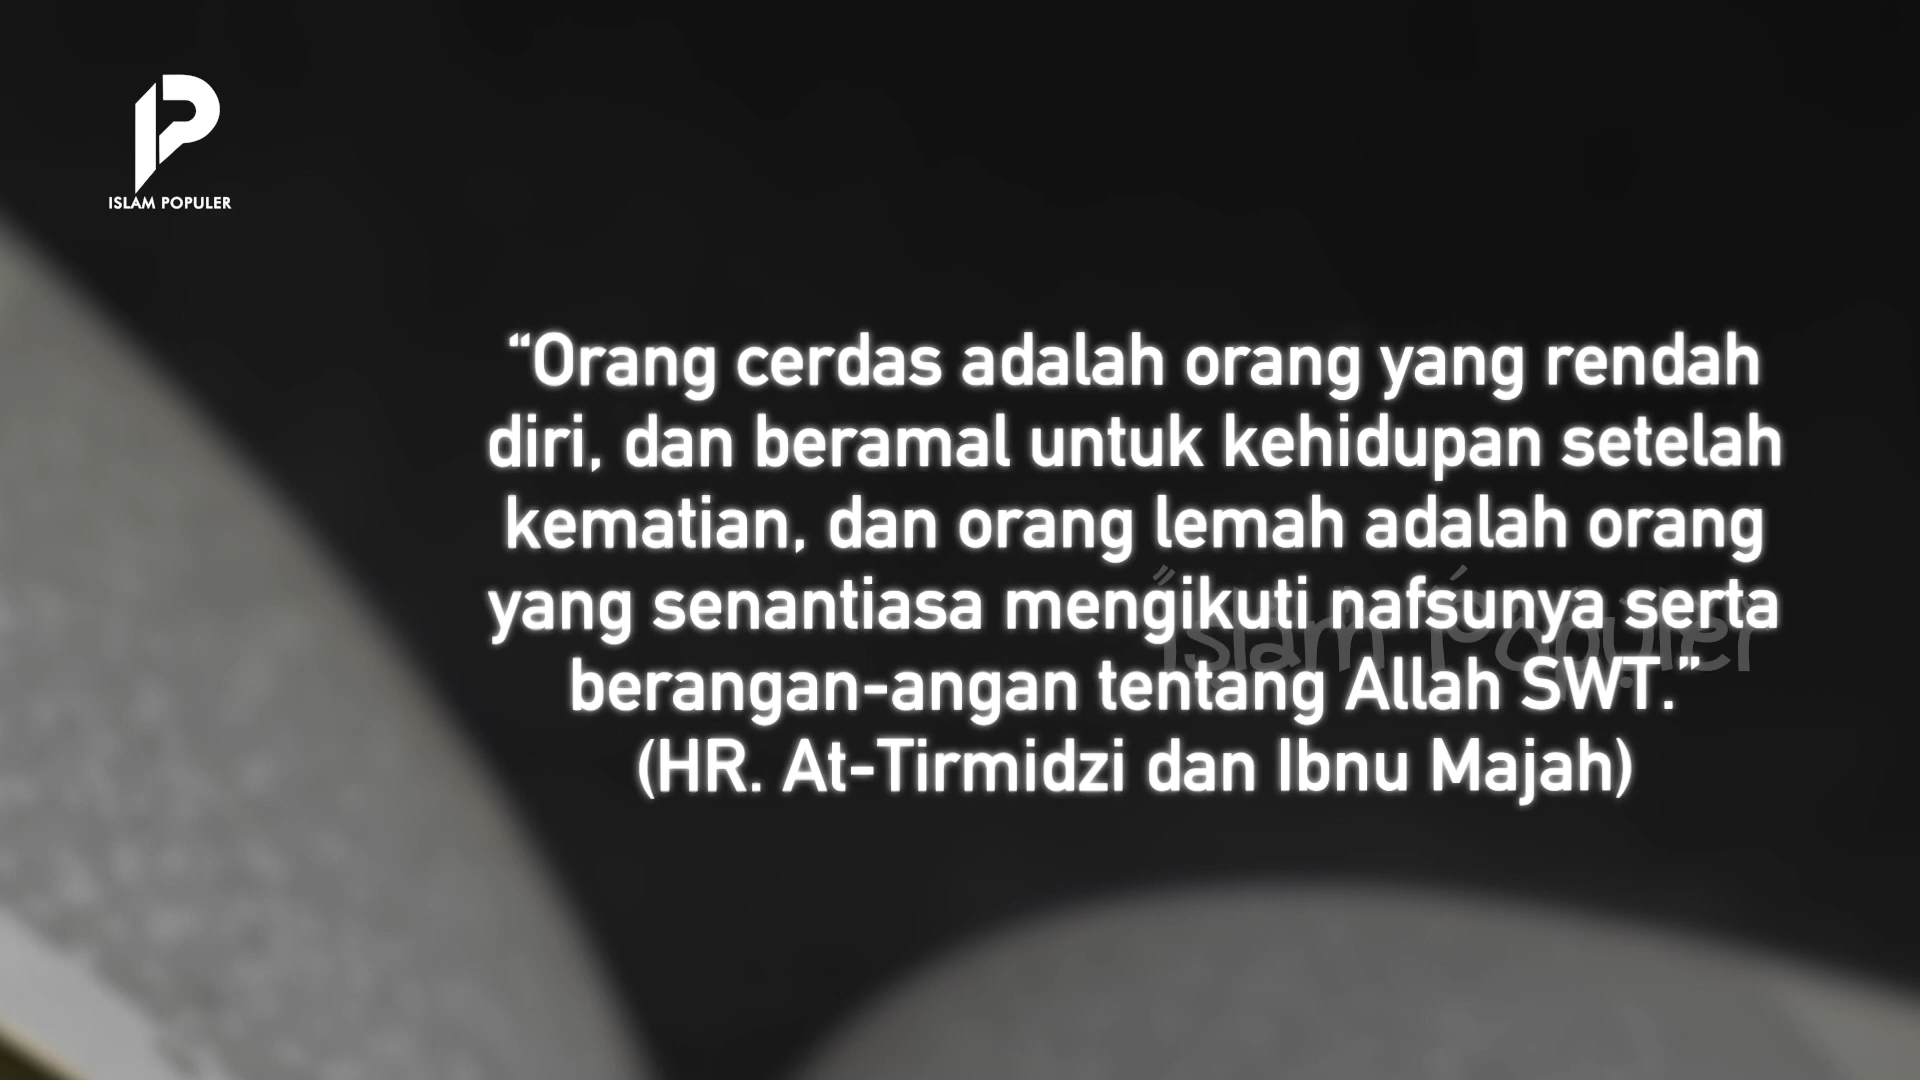 ISLAM POPULER
“Orang cerdas adalah orang yang rendah
diri, dan beramal untuk kehidupan setelah
kematian, dan orang lemah adalah orang
yang senantiasa mengikuti nafsunya serta
berangan-angan tentang Allah SWT.”
(HR. At-Tirmidzi dan Ibnu Majah)
Islam Populer